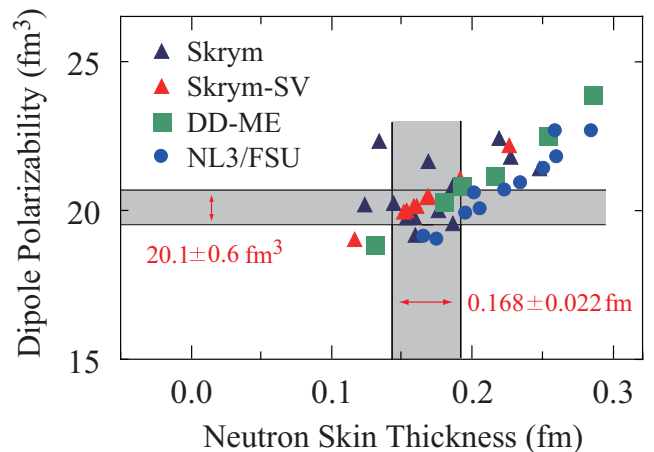 Dipole Polarizability (fm³)
25
20
15
Skrym
Skrym-SV
DD-ME
NL3/FSU
20.1±0.6 fm³
0.168±0.022 fm
0.0
0.1
0.2
0.3
Neutron Skin Thickness (fm)